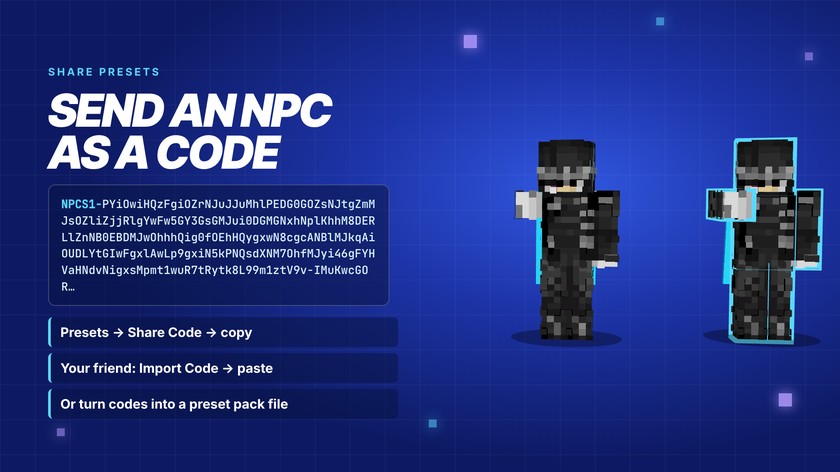 SHARE PRESETS
SEND AN NPC
AS A CODE
NPCS1-PYiOwiHQzFgiOZrNJuJJuMhlPEDG0GOZsNJtgZmM
JsOZliZjjRlgYwFw5GY3GsGMJui0DGMGNxhNplKhhM8DER
LlZnNB0EBDMJwOhhhQig0fOEhHQygxwN8cgcANBlMJkqAi
OUDLYtGIwFgxlAwLp9gxiN5kPNQsdXNM7OhfMJyi46gFYH
VaHNdvNigxsMpmt1wuR7tRytk8L99m1ztV9v-IMuKwcGO
R…
Presets → Share Code → copy
Your friend: Import Code → paste
Or turn codes into a preset pack file